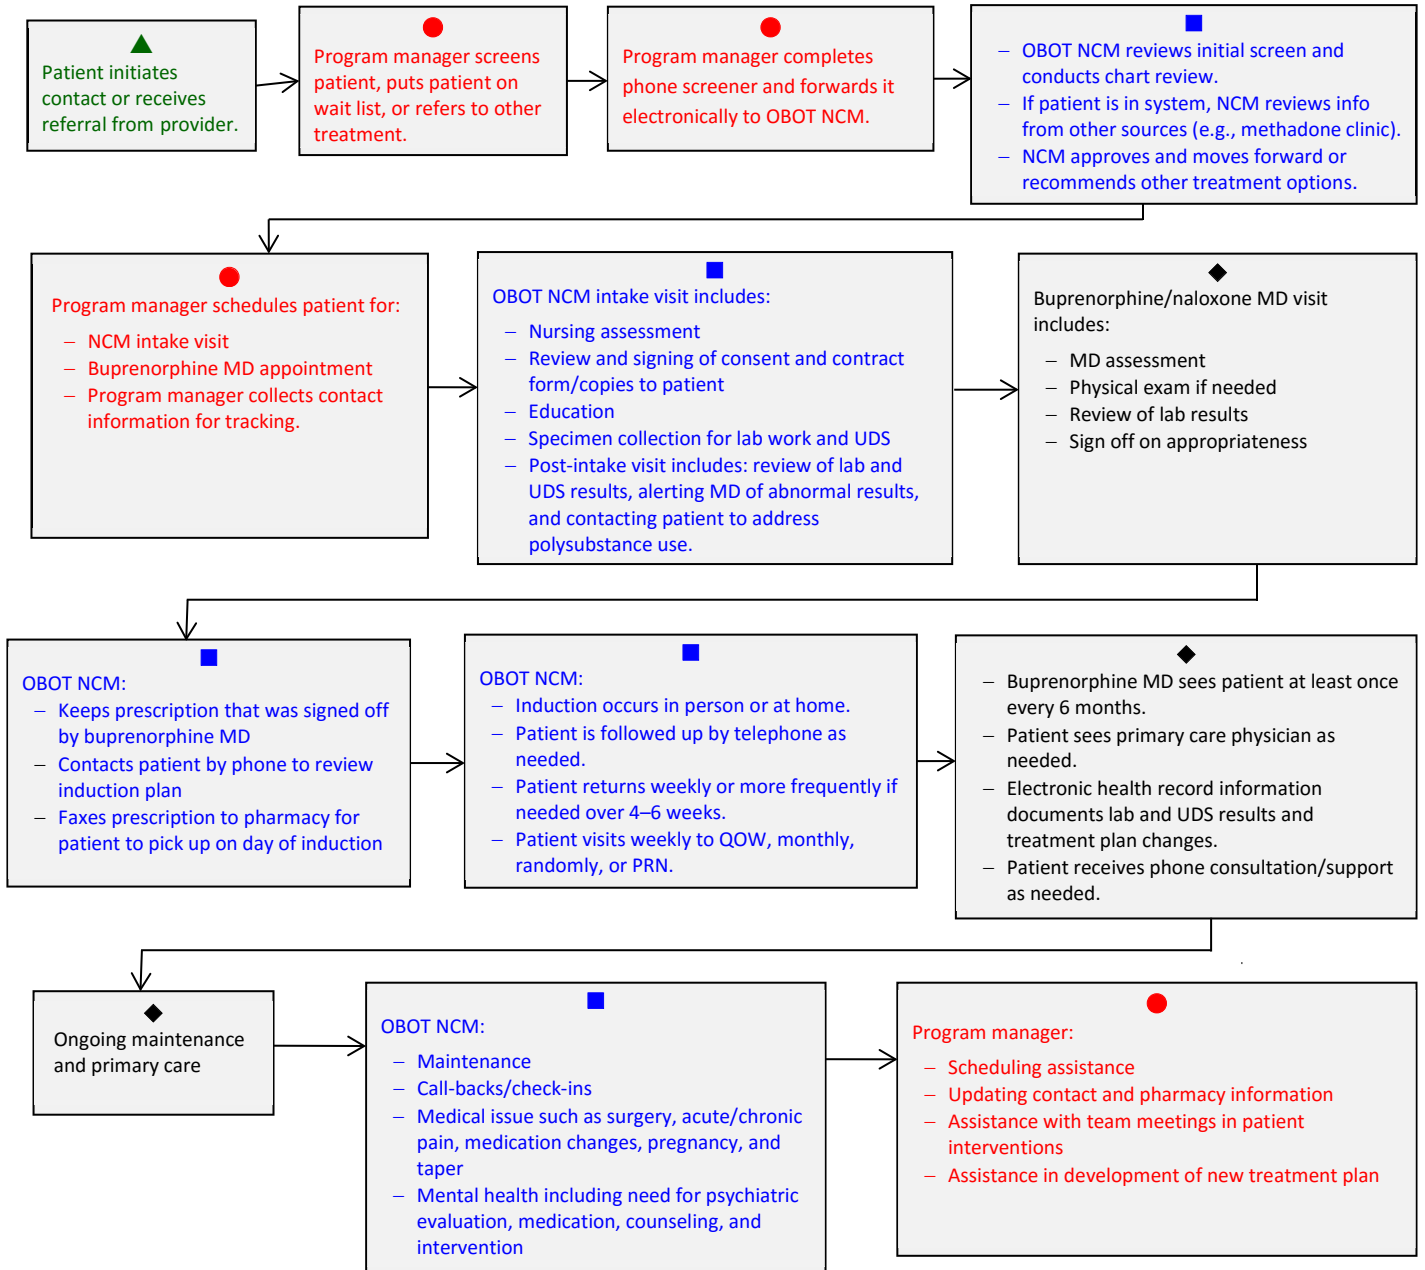 Patient initiates
contact or receives
referral from provider.
Program manager screens
patient, puts patient on
wait list, or refers to other
treatment.
Program manager completes
phone screener and forwards it
electronically to OBOT NCM.
– OBOT NCM reviews initial screen and
conducts chart review.
– If patient is in system, NCM reviews info
from other sources (e.g., methadone clinic).
– NCM approves and moves forward or
recommends other treatment options.
Program manager schedules patient for:
– NCM intake visit
– Buprenorphine MD appointment
– Program manager collects contact
information for tracking.
OBOT NCM intake visit includes:
– Nursing assessment
– Review and signing of consent and contract
form/copies to patient
– Education
– Specimen collection for lab work and UDS
– Post-intake visit includes: review of lab and
UDS results, alerting MD of abnormal results,
and contacting patient to address
polysubstance use.
Buprenorphine/naloxone MD visit
includes:
– MD assessment
– Physical exam if needed
– Review of lab results
– Sign off on appropriateness
OBOT NCM:
– Keeps prescription that was signed off
by buprenorphine MD
– Contacts patient by phone to review
induction plan
– Faxes prescription to pharmacy for
patient to pick up on day of induction
OBOT NCM:
– Induction occurs in person or at home.
– Patient is followed up by telephone as
needed.
– Patient returns weekly or more frequently if
needed over 4–6 weeks.
– Patient visits weekly to QOW, monthly,
randomly, or PRN.
– Buprenorphine MD sees patient at least once
every 6 months.
– Patient sees primary care physician as
needed.
– Electronic health record information
documents lab and UDS results and
treatment plan changes.
– Patient receives phone consultation/support
as needed.
Ongoing maintenance
and primary care
OBOT NCM:
– Maintenance
– Call-backs/check-ins
– Medical issue such as surgery, acute/chronic
pain, medication changes, pregnancy, and
taper
– Mental health including need for psychiatric
evaluation, medication, counseling, and
intervention
Program manager:
– Scheduling assistance
– Updating contact and pharmacy information
– Assistance with team meetings in patient
interventions
– Assistance in development of new treatment plan